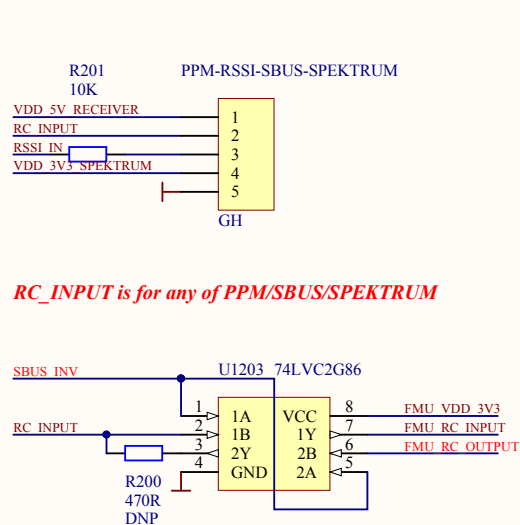 R201 PPM-RSSI-SBUS-SPEKTRUM
10K
VDD_5V_RECEIVER
1
RC_INPUT
2
RSSI_IN
3
VDD_3V3_SPEKTRUM
4
5
GH
RC_INPUT is for any of PPM/SBUS/SPEKTRUM
SBUS_INV
U1203 74LVC2G86
1 1A VCC 8 FMU_VDD_3V3
RC_INPUT 2 1B 1Y 7 FMU_RC_INPUT
3 2Y 2B 6 FMU_RC_OUTPUT
4 GND 2A 5
R200
470R
DNP